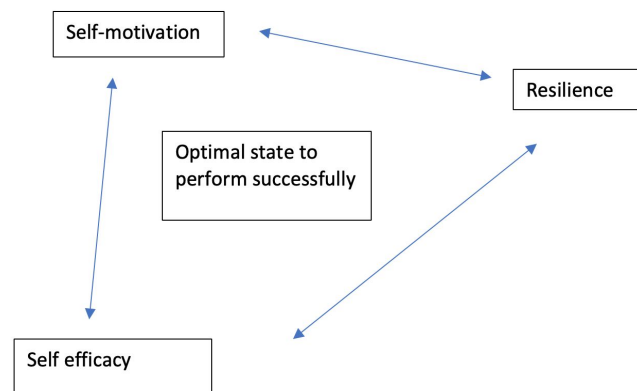 Self-motivation
Resilience
Optimal state to
perform successfully
Self efficacy